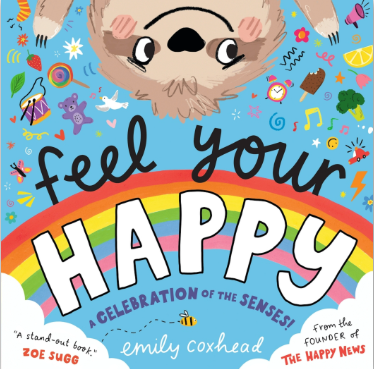 feel your
HAPPY
A CELEBRATION OF THE SENSES!
emily coxhead
"A stand-out book."
ZOE SUGG
From the
FOUNDER of
THE HAPPY NEWS